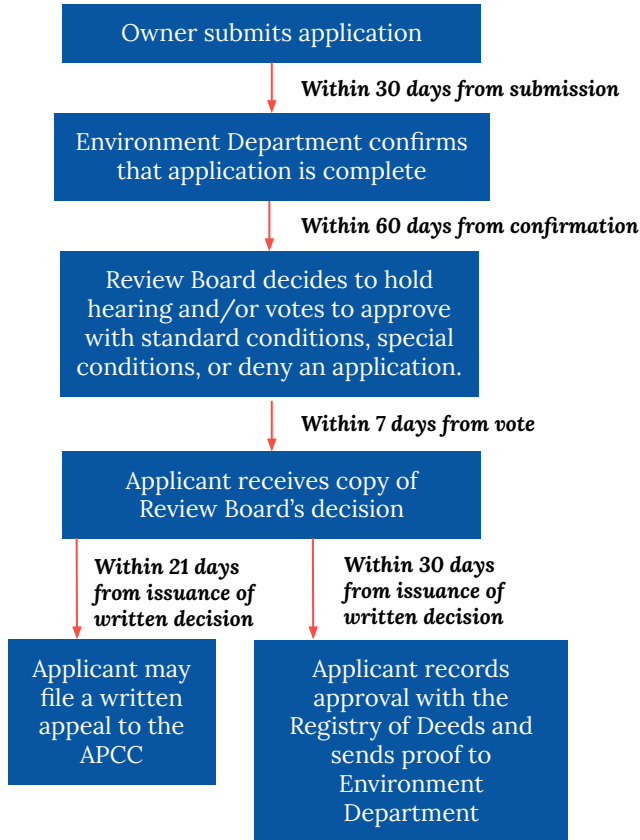 Owner submits application
Within 30 days from submission
Environment Department confirms
that application is complete
Within 60 days from confirmation
Review Board decides to hold
hearing and/or votes to approve
with standard conditions, special
conditions, or deny an application.
Within 7 days from vote
Applicant receives copy of
Review Board’s decision
Within 21 days
from issuance of
written decision
Within 30 days
from issuance of
written decision
Applicant may
file a written
appeal to the
APCC
Applicant records
approval with the
Registry of Deeds and
sends proof to
Environment
Department